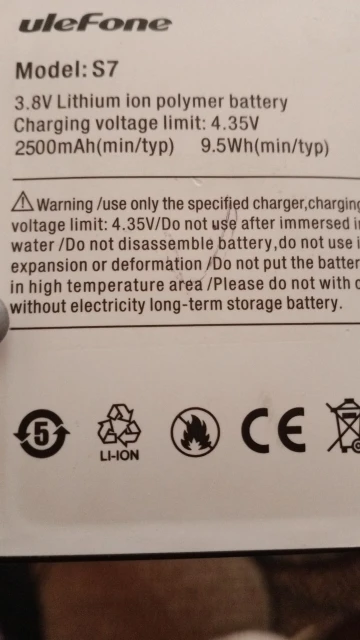 ulefone
Model: S7
3.8V Lithium ion polymer battery
Charging voltage limit: 4.35V
2500mAh(min/typ) 9.5Wh(min/typ)
Warning /use only the specified charger,charging
voltage limit: 4.35V/Do not use after immersed
water /Do not disassemble battery,do not use
expansion or deformation /Do not put the batter
in high temperature area /Please do not with
without electricity long-term storage battery.
5
LI-ION
CE